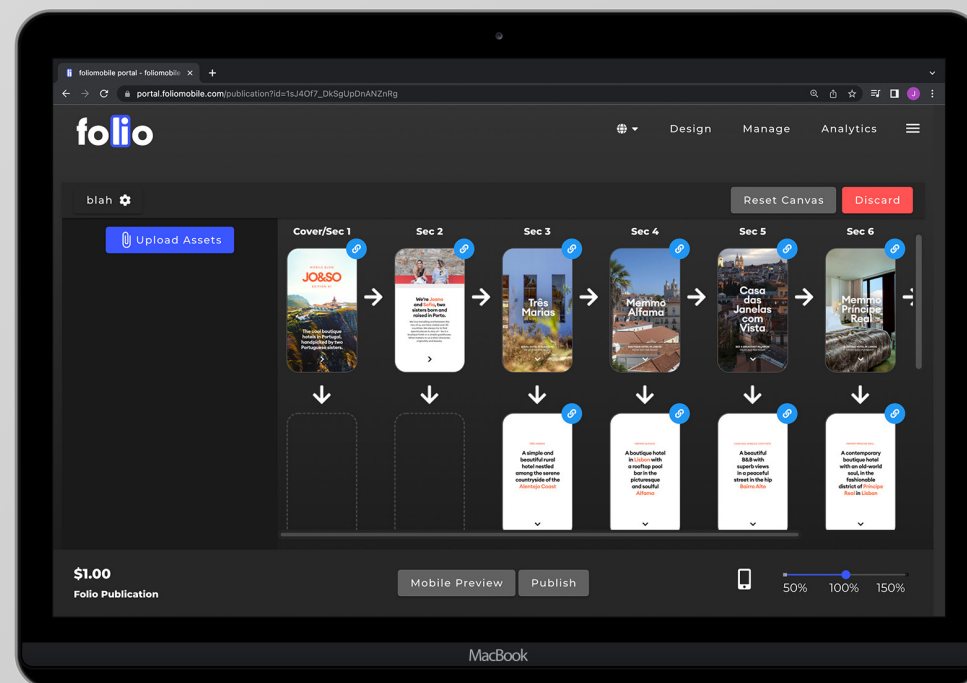 foliomobile portal - foliomobile
portal.foliomobile.com/publication?id=1sJ4Of7_DkSgUpDnANZnRg
J
folio
Design Manage Analytics
blah
Reset Canvas Discard
Upload Assets
Cover/Sec 1 Sec 2 Sec 3 Sec 4 Sec 5 Sec 6
JO&SO
The cool boutique
hotels in Portugal,
handpicked by two
Portuguese sisters.
We're Joana
and Sofia, two
sisters born and
raised in Porto.
Três
Marias
Memmo
Alfama
Casa
das
Janelas
com
Vista
Memmo
Príncipe
Real
A simple and
beautiful rural
hotel nestled
among the serene
countryside of the
Alentejo Coast
A boutique hotel
in Lisbon with
a rooftop pool
bar in the
picturesque
and soulful
Alfama
A beautiful
B&B with
superb views
in a peaceful
street in the hip
Bairro Alto
A contemporary
boutique hotel
with an old-world
soul, in the
fashionable
district of Príncipe
Real in Lisbon
$1.00
Folio Publication
Mobile Preview Publish
50% 100% 150%
MacBook